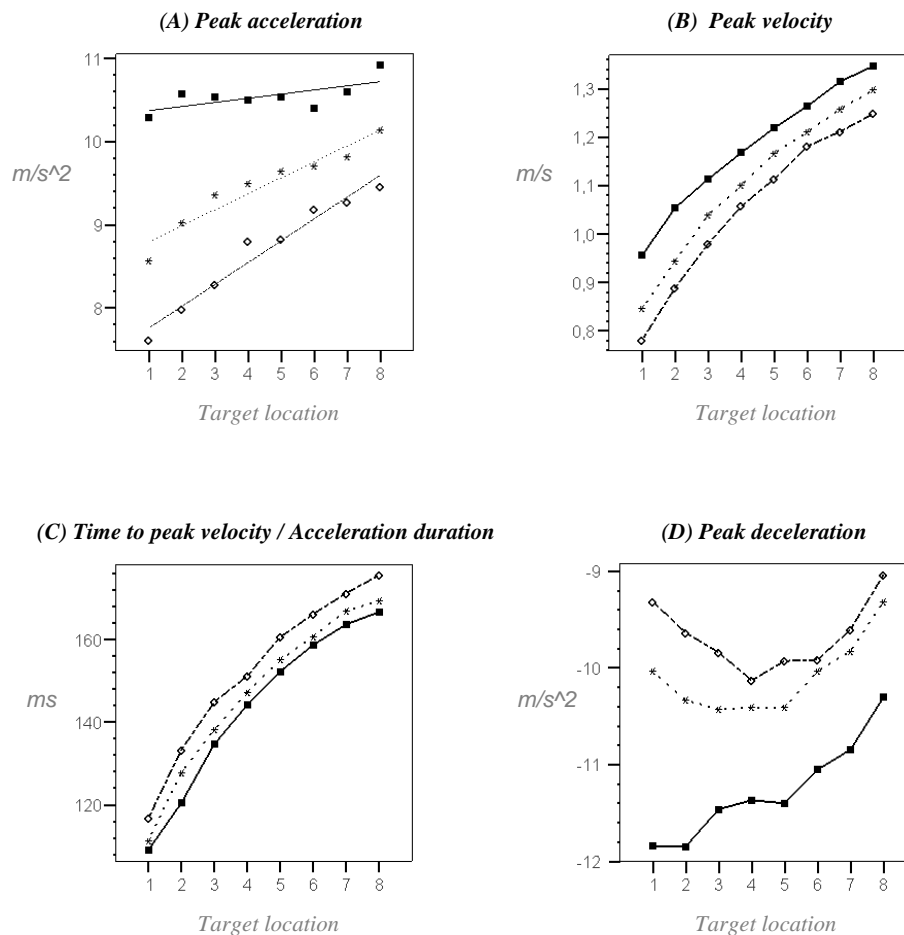 (A) Peak acceleration
11
10
9
8
m/s^2
1 2 3 4 5 6 7 8
Target location
(B) Peak velocity
1,3
1,2
1,1
1,0
0,9
0,8
m/s
1 2 3 4 5 6 7 8
Target location
(C) Time to peak velocity / Acceleration duration
160
140
120
ms
1 2 3 4 5 6 7 8
Target location
(D) Peak deceleration
-9
-10
-11
-12
m/s^2
1 2 3 4 5 6 7 8
Target location